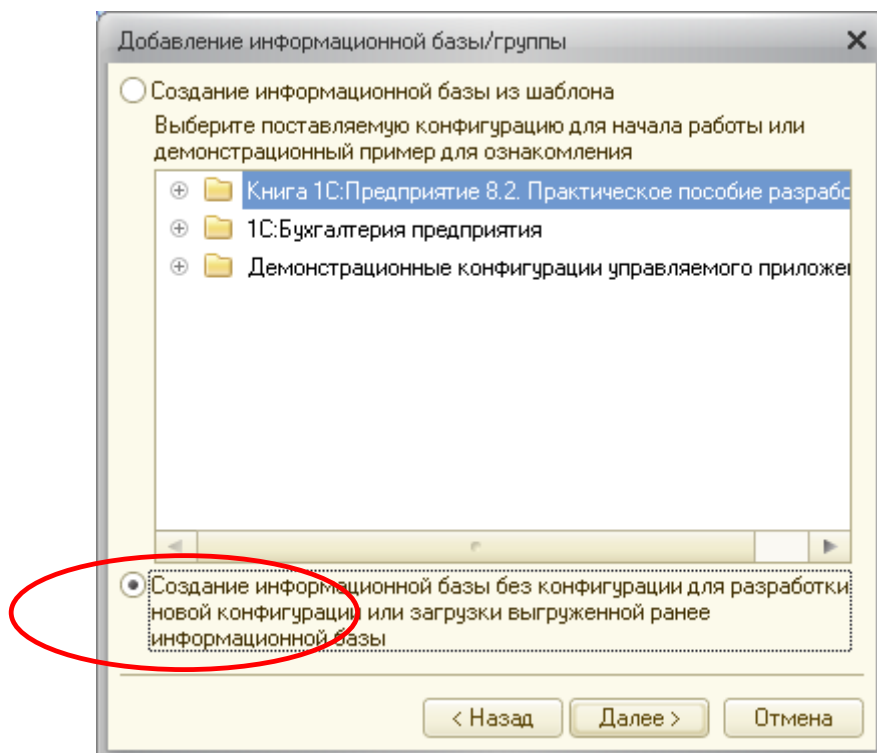 Добавление информационной базы/группы
Создание информационной базы из шаблона
Выберите поставляемую конфигурацию для начала работы или
демонстрационный пример для ознакомления
Книга 1С:Предприятие 8.2. Практическое пособие разрабо
1С:Бухгалтерия предприятия
Демонстрационные конфигурации управляемого приложе
Создание информационной базы без конфигурации для разработки
новой конфигурации или загрузки выгруженной ранее
информационной базы
< Назад Далее > Отмена